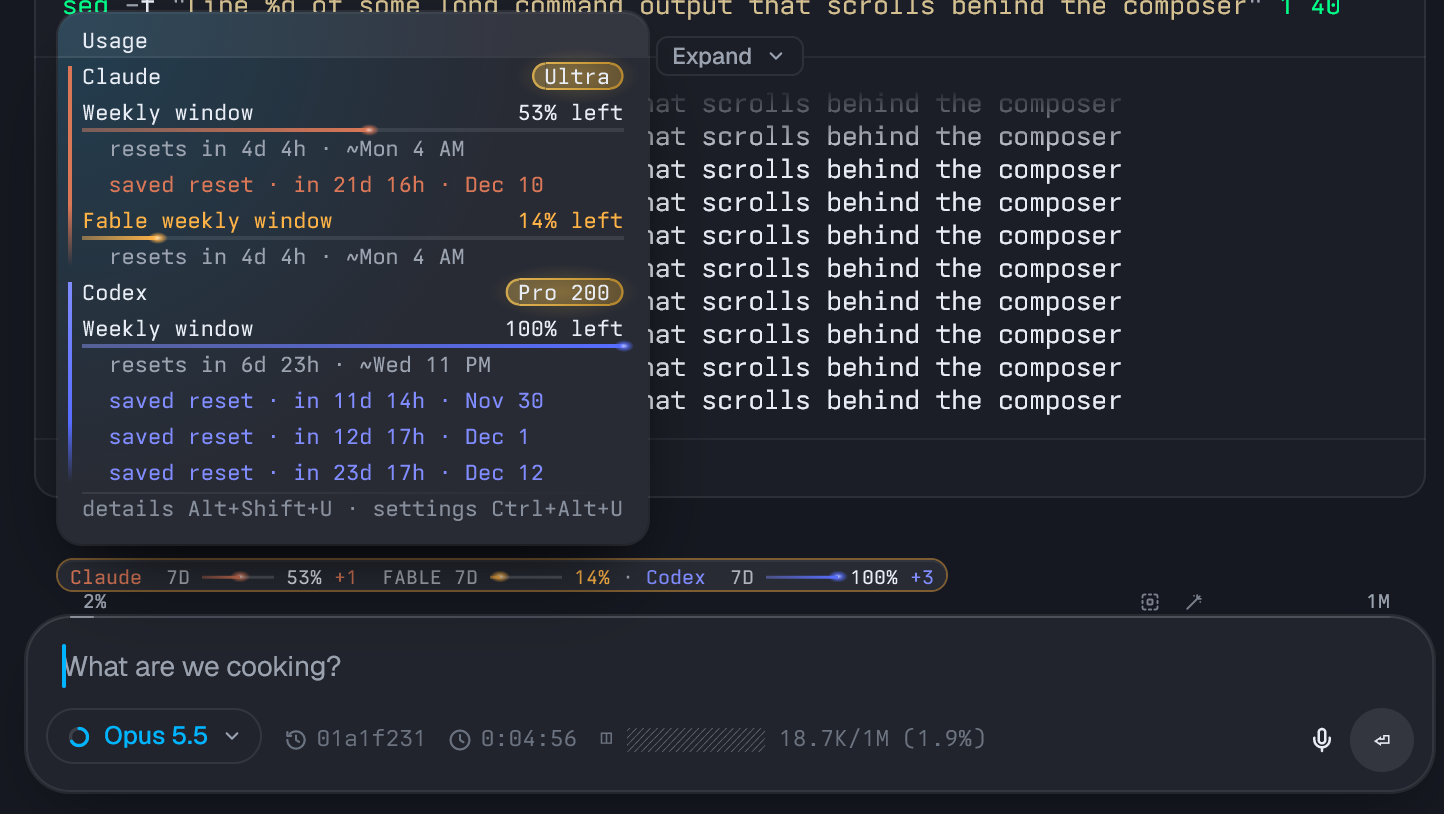 sed -f "Line %d of some long command output that scrolls behind the composer" 1 40
Usage
Expand
Claude Ultra
Weekly window 53% left
resets in 4d 4h · ~Mon 4 AM
saved reset · in 21d 16h · Dec 10
Fable weekly window 14% left
resets in 4d 4h · ~Mon 4 AM
Codex Pro 200
Weekly window 100% left
resets in 6d 23h · ~Wed 11 PM
saved reset · in 11d 14h · Nov 30
saved reset · in 12d 17h · Dec 1
saved reset · in 23d 17h · Dec 12
details Alt+Shift+U · settings Ctrl+Alt+U
hat scrolls behind the composer
hat scrolls behind the composer
hat scrolls behind the composer
hat scrolls behind the composer
hat scrolls behind the composer
hat scrolls behind the composer
hat scrolls behind the composer
hat scrolls behind the composer
hat scrolls behind the composer
hat scrolls behind the composer
Claude 7D 53% +1 FABLE 7D 14% · Codex 7D 100% +3
2% 1M
What are we cooking?
Opus 5.5 01a1f231 0:04:56 18.7K/1M (1.9%)